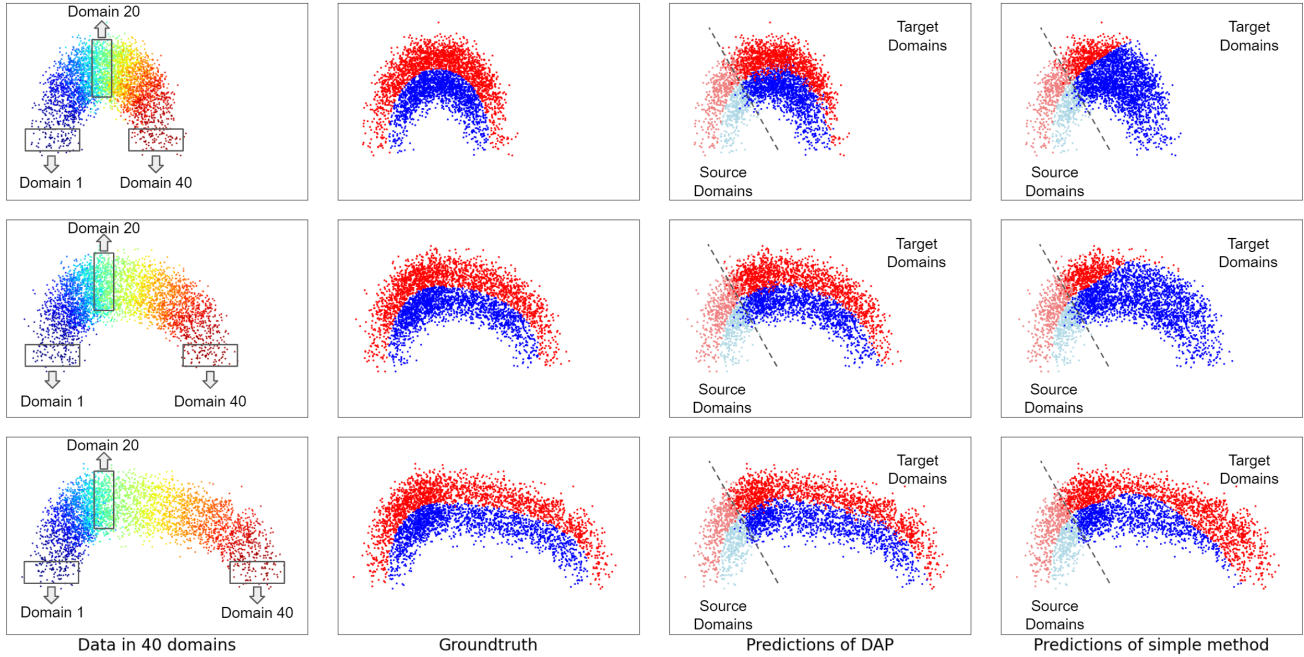 Domain 20
Domain 1
Domain 40
Target
Domains
Source
Domains
Target
Domains
Source
Domains
Domain 20
Domain 1
Domain 40
Target
Domains
Source
Domains
Target
Domains
Source
Domains
Domain 20
Domain 1
Domain 40
Target
Domains
Source
Domains
Target
Domains
Source
Domains
Data in 40 domains
Groundtruth
Predictions of DAP
Predictions of simple method